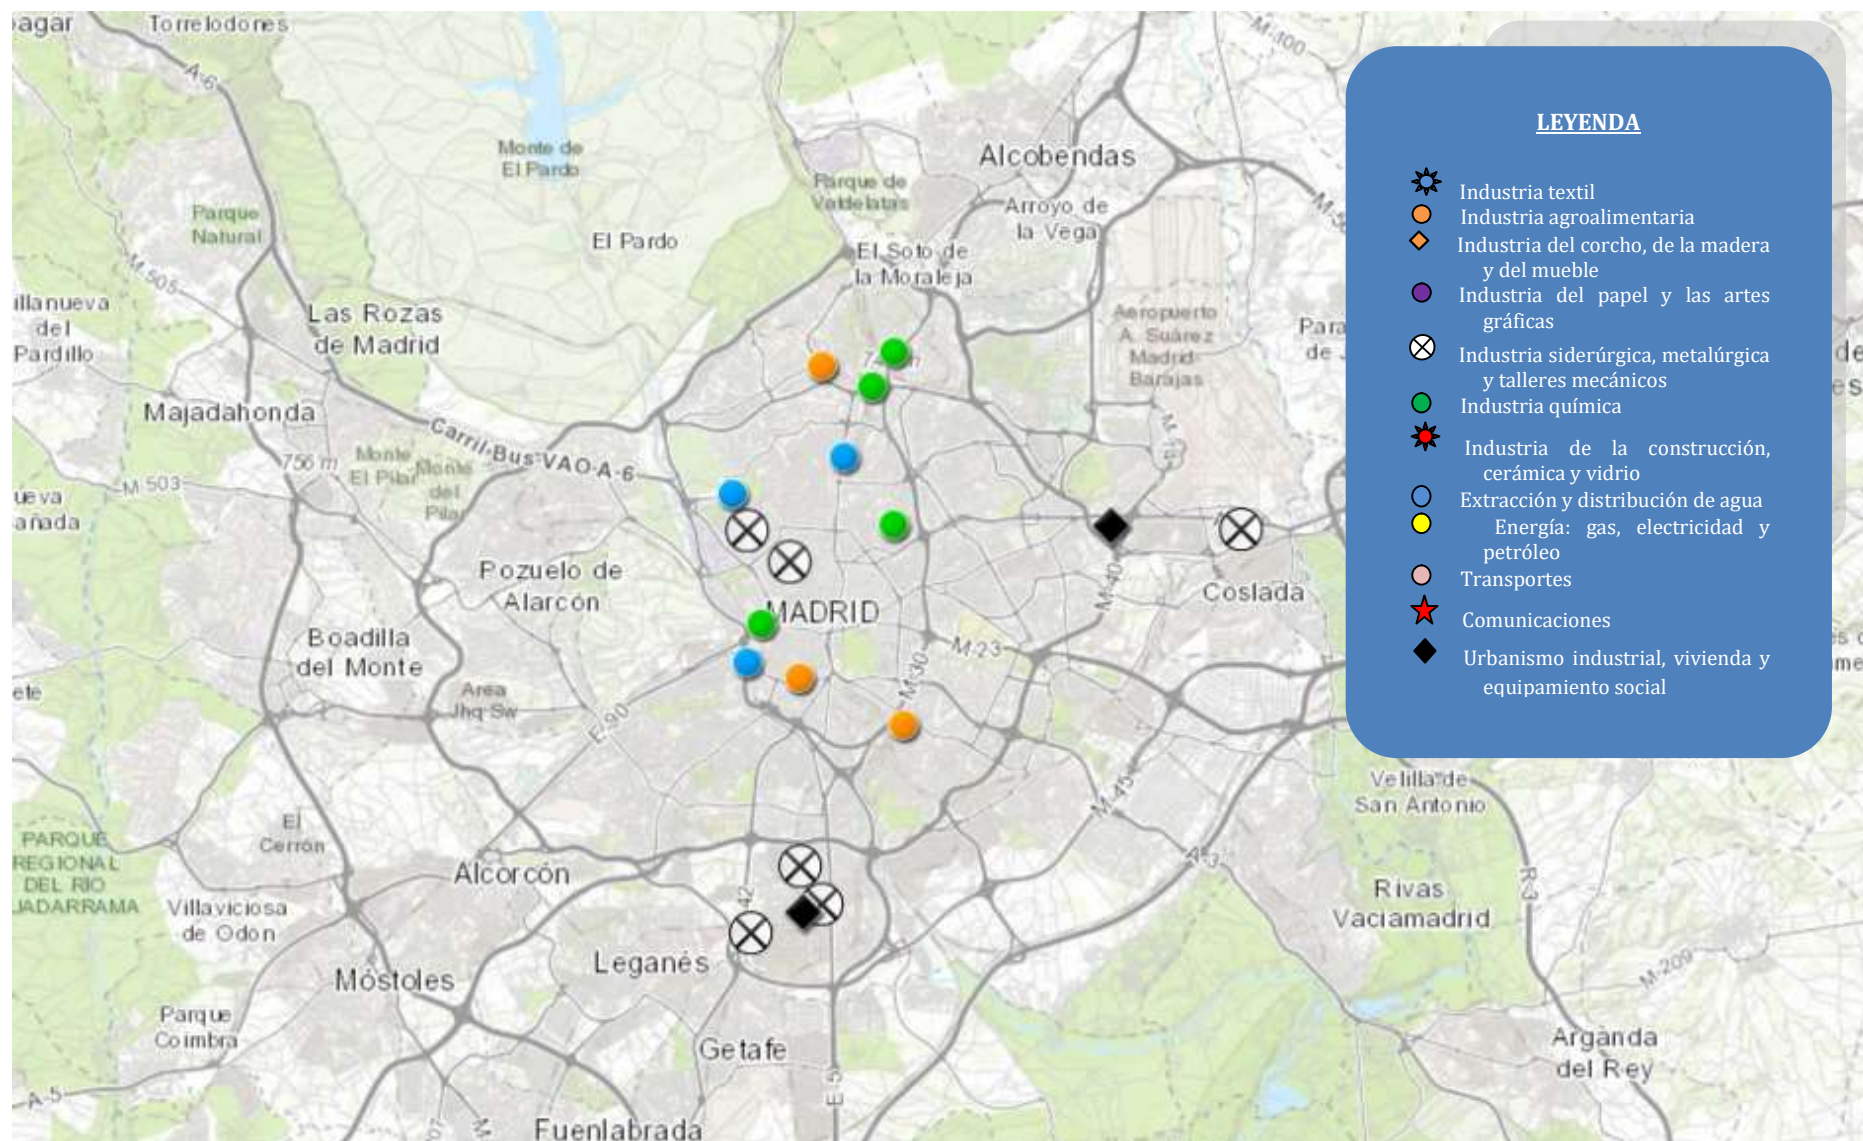 Torrelodones
A-6
M-100
Monte de
El Pardo
Alcobendas
Parque de
Valdelatas
Arroyo de
la Vega
Parque
Natural
El Pardo
El Soto de
la Moraleja
M-505
Las Rozas
de Madrid
Aeropuerto
A. Suárez
Madrid-
Barajas
del
Pardillo
Majadahonda
Carril-Bus-VAO-A-6
756 m
Monte
El Pilar
Monte
del
Pilar
M 503
Pozuelo de
Alarcón
MADRID
M-40
Coslada
Boadilla
del Monte
M-23
M-30
Area
Jhq Sw
E-90
M-45
Velilla de
San Antonio
El
Cerrón
PARQUE
REGIONAL
DEL RÍO
Alcorcón
A-3
42
Villaviciosa
de Odón
Rivas
Vaciamadrid
R-3
Leganés
Móstoles
M-209
Parque
Coimbra
Getafe
Arganda
del Rey
A-5
E 5
Fuenlabrada
LEYENDA
Industria textil
Industria agroalimentaria
Industria del corcho, de la madera
y del mueble
Industria del papel y las artes
gráficas
Industria siderúrgica, metalúrgica
y talleres mecánicos
Industria química
Industria de la construcción,
cerámica y vidrio
Extracción y distribución de agua
Energía: gas, electricidad y
petróleo
Transportes
Comunicaciones
Urbanismo industrial, vivienda y
equipamiento social